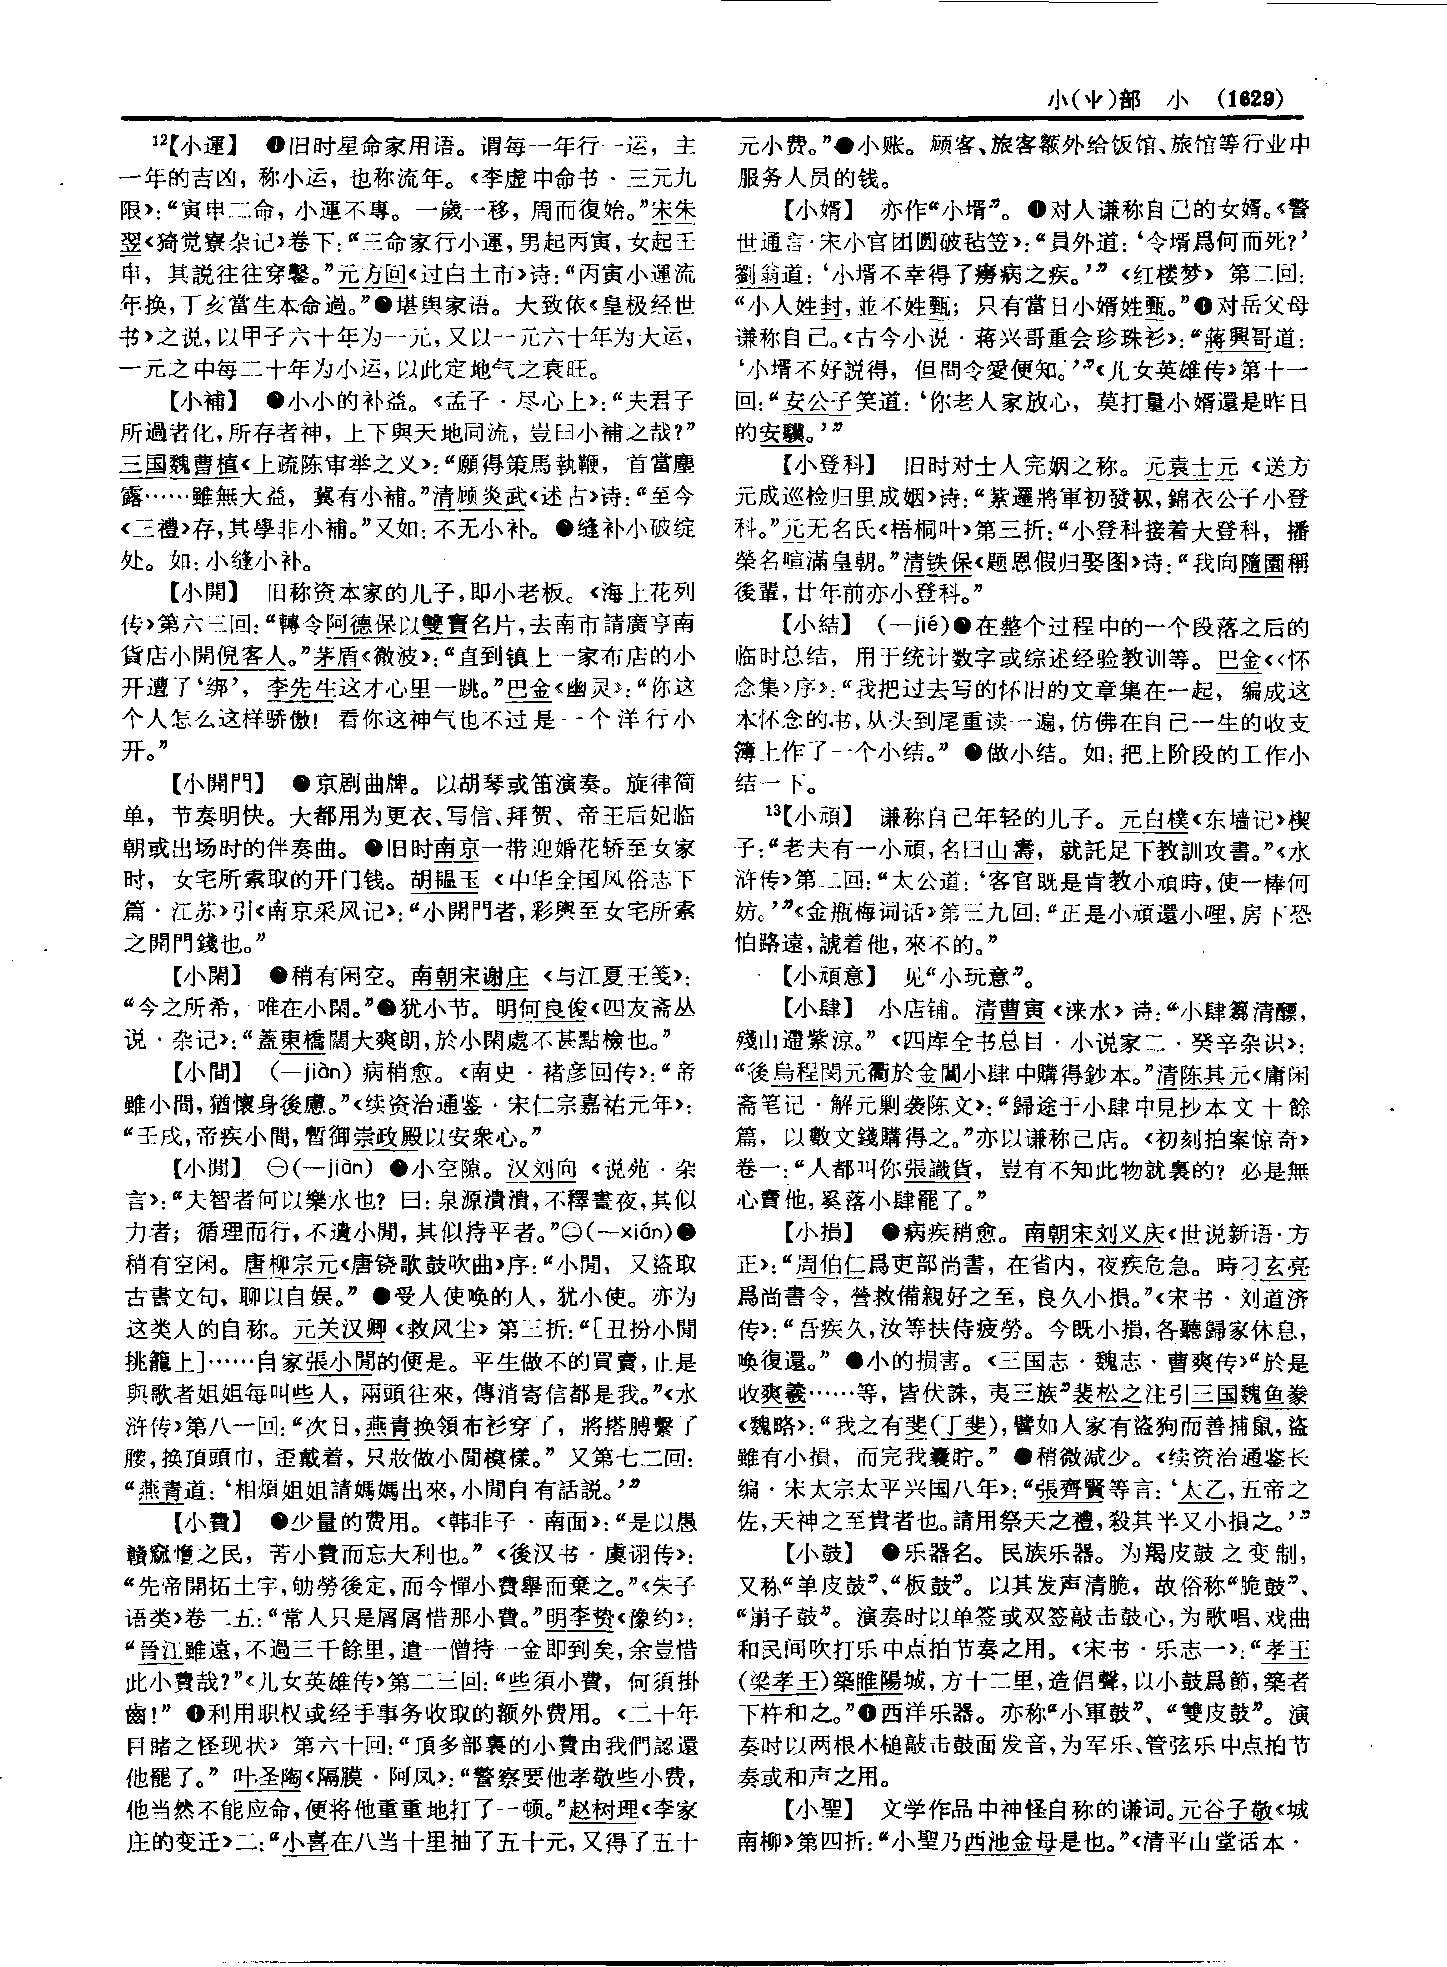 小(⺌)部　小　(1629)
12【小運】　❶旧时星命家用语。谓每一年行一运，主
一年的吉凶，称小运，也称流年。《李虚中命书·三元九
限》：“寅申二命，小運不專。一歲一移，周而復始。”宋朱
翌《猗觉寮杂记》卷下：“三命家行小運，男起丙寅，女起壬
申，其説往往穿鑿。”元方回《过白土市》诗：“丙寅小運流
年换，丁亥當生本命過。”❷堪舆家语。大致依《皇极经世
书》之说，以甲子六十年为一元，又以一元六十年为大运，
一元之中每二十年为小运，以此定地气之衰旺。
【小補】　❶小小的补益。《孟子·尽心上》：“夫君子
所過者化，所存者神，上下與天地同流，豈曰小補之哉？”
三国魏曹植《上疏陈审举之义》：“願得策馬執鞭，首當塵
露……雖無大益，冀有小補。”清顾炎武《述古》诗：“至今
《三禮》存，其學非小補。”又如：不无小补。❷缝补小破绽
处。如：小缝小补。
【小開】　旧称资本家的儿子，即小老板。《海上花列
传》第六三回：“轉令阿德保以雙寳名片，去南市請廣亨南
貨店小開倪客人。”茅盾《微波》：“直到镇上一家布店的小
开遭了‘绑’，李先生这才心里一跳。”巴金《幽灵》：“你这
个人怎么这样骄傲！看你这神气也不过是一个洋行小
开。”
【小開門】　❶京剧曲牌。以胡琴或笛演奏。旋律简
单，节奏明快。大都用为更衣、写信、拜贺、帝王后妃临
朝或出场时的伴奏曲。❷旧时南京一带迎婚花轿至女家
时，女宅所索取的开门钱。胡韫玉《中华全国风俗志下
篇·江苏》引《南京采风记》：“小開門者，彩輿至女宅所索
之開門錢也。”
【小閑】　❶稍有闲空。南朝宋谢庄《与江夏王笺》：
“今之所希，唯在小閑。”❷犹小节。明何良俊《四友斋丛
说·杂记》：“蓋東橋闊大爽朗，於小閑處不甚點檢也。”
【小間】　（—jiàn）病稍愈。《南史·褚彦回传》：“帝
雖小間，猶懷身後慮。”《续资治通鉴·宋仁宗嘉祐元年》：
“壬戌，帝疾小間，暫御崇政殿以安衆心。”
【小閒】　㊀（—jiān）❶小空隙。汉刘向《说苑·杂
言》：“夫智者何以樂水也？曰：泉源潰潰，不釋晝夜，其似
力者；循理而行，不遺小閒，其似持平者。”㊁（—xián）❶
稍有空闲。唐柳宗元《唐铙歌鼓吹曲》序：“小閒，又盜取
古書文句，聊以自娱。”❷受人使唤的人，犹小使。亦为
这类人的自称。元关汉卿《救风尘》第三折：“［丑扮小閒
挑籠上］……自家張小閒的便是。平生做不的買賣，止是
與歌者姐姐每叫些人，兩頭往來，傳消寄信都是我。”《水
浒传》第八一回：“次日，燕青换領布衫穿了，將搭膊繫了
腰，换頂頭巾，歪戴着，只妝做小閒模樣。”又第七二回：
“燕青道：‘相煩姐姐請媽媽出來，小閒自有話説。’”
【小費】　❶少量的费用。《韩非子·南面》：“是以愚
贛窳墯之民，苦小費而忘大利也。”《後汉书·虞诩传》：
“先帝開拓土宇，劬勞後定，而今憚小費舉而棄之。”《朱子
语类》卷二五：“常人只是屑屑惜那小費。”明李贽《豫约》：
“晉江雖遠，不過三千餘里，遣一僧持一金即到矣，余豈惜
此小費哉？”《儿女英雄传》第二三回：“些須小費，何須掛
齒！”❷利用职权或经手事务收取的额外费用。《二十年
目睹之怪现状》第六十回：“頂多部裏的小費由我們認還
他罷了。”叶圣陶《隔膜·阿凤》：“警察要他孝敬些小费，
他当然不能应命，便将他重重地打了一顿。”赵树理《李家
庄的变迁》二：“小喜在八当十里抽了五十元，又得了五十
元小费。”❸小账。顾客、旅客额外给饭馆、旅馆等行业中
服务人员的钱。
【小婿】　亦作“小壻”。❶对人谦称自己的女婿。《警
世通言·宋小官团圆破毡笠》：“員外道：‘令壻爲何而死？’
劉翁道：‘小壻不幸得了癆病之疾。’”《红楼梦》第二回：
“小人姓封，並不姓甄；只有當日小婿姓甄。”❷对岳父母
谦称自己。《古今小说·蒋兴哥重会珍珠衫》：“蔣興哥道：
‘小壻不好説得，但問令愛便知。’”《儿女英雄传》第十一
回：“安公子笑道：‘你老人家放心，莫打量小婿還是昨日
的安驥。’”
【小登科】　旧时对士人完姻之称。元袁士元《送方
元成巡检归里成姻》诗：“紫邏將軍初發軔，錦衣公子小登
科。”元无名氏《梧桐叶》第三折：“小登科接着大登科，播
榮名喧滿皇朝。”清铁保《题恩假归娶图》诗：“我向隨園稱
後輩，廿年前亦小登科。”
【小結】　（—jié）❶在整个过程中的一个段落之后的
临时总结，用于统计数字或综述经验教训等。巴金《〈怀
念集〉序》：“我把过去写的怀旧的文章集在一起，编成这
本怀念的书，从头到尾重读一遍，仿佛在自己一生的收支
簿上作了一个小结。”❷做小结。如：把上阶段的工作小
结一下。
13【小頑】　谦称自己年轻的儿子。元白樸《东墙记》楔
子：“老夫有一小頑，名曰山壽，就託足下教訓攻書。”《水
浒传》第二回：“太公道：‘客官既是肯教小頑時，使一棒何
妨。’”《金瓶梅词话》第三九回：“正是小頑還小哩，房下恐
怕路遠，諕着他，來不的。”
【小頑意】　见“小玩意”。
【小肆】　小店铺。清曹寅《涞水》诗：“小肆篘清醥，
殘山遭紫涼。”《四库全书总目·小说家二·癸辛杂识》：
“後烏程閔元衢於金閶小肆中購得鈔本。”清陈其元《庸闲
斋笔记·解元剿袭陈文》：“歸途于小肆中見抄本文十餘
篇，以數文錢購得之。”亦以谦称己店。《初刻拍案惊奇》
卷一：“人都叫你張識貨，豈有不知此物就裏的？必是無
心賣他，奚落小肆罷了。”
【小損】　❶病疾稍愈。南朝宋刘义庆《世说新语·方
正》：“周伯仁爲吏部尚書，在省内，夜疾危急。時刁玄亮
爲尚書令，營救備親好之至，良久小損。”《宋书·刘道济
传》：“吾疾久，汝等扶侍疲勞。今既小損，各聽歸家休息，
唤復還。”❷小的损害。《三国志·魏志·曹爽传》“於是
收爽羲……等，皆伏誅，夷三族”裴松之注引三国魏鱼豢
《魏略》：“我之有斐（丁斐），譬如人家有盜狗而善捕鼠，盜
雖有小損，而完我囊貯。”❸稍微减少。《续资治通鉴长
编·宋太宗太平兴国八年》：“張齊賢等言：‘太乙，五帝之
佐，天神之至貴者也。請用祭天之禮，殺其半又小損之。’”
【小鼓】　❶乐器名。民族乐器。为羯皮鼓之变制，
又称“单皮鼓”、“板鼓”。以其发声清脆，故俗称“脆鼓”、
“崩子鼓”。演奏时以单签或双签敲击鼓心，为歌唱、戏曲
和民间吹打乐中点拍节奏之用。《宋书·乐志一》：“孝王
（梁孝王）築睢陽城，方十二里，造倡聲，以小鼓爲節，築者
下杵和之。”❷西洋乐器。亦称“小軍鼓”、“雙皮鼓”。演
奏时以两根木槌敲击鼓面发音，为军乐、管弦乐中点拍节
奏或和声之用。
【小聖】　文学作品中神怪自称的谦词。元谷子敬《城
南柳》第四折：“小聖乃西池金母是也。”《清平山堂话本·